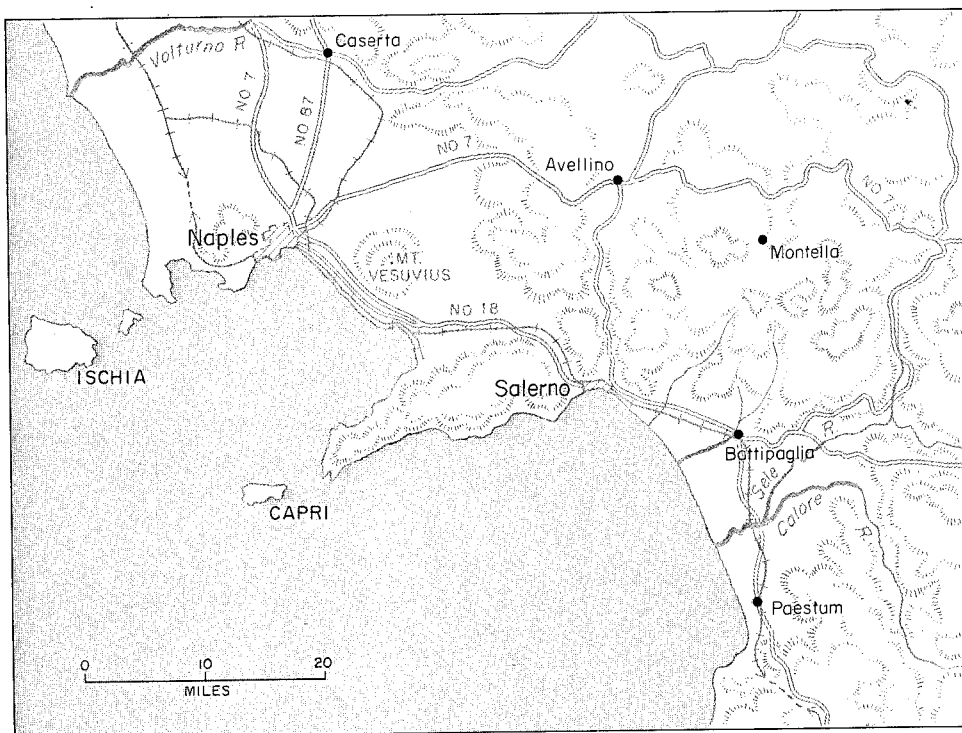 Volturno R
Caserta
NO 7
NO 87
NO 7
Avellino
NO 7
Naples
Montella
MT.
VESUVIUS
NO 18
ISCHIA
Salerno
Battipaglia
R
Sele
CAPRI
Calore
R
Paestum
0 10 20
MILES